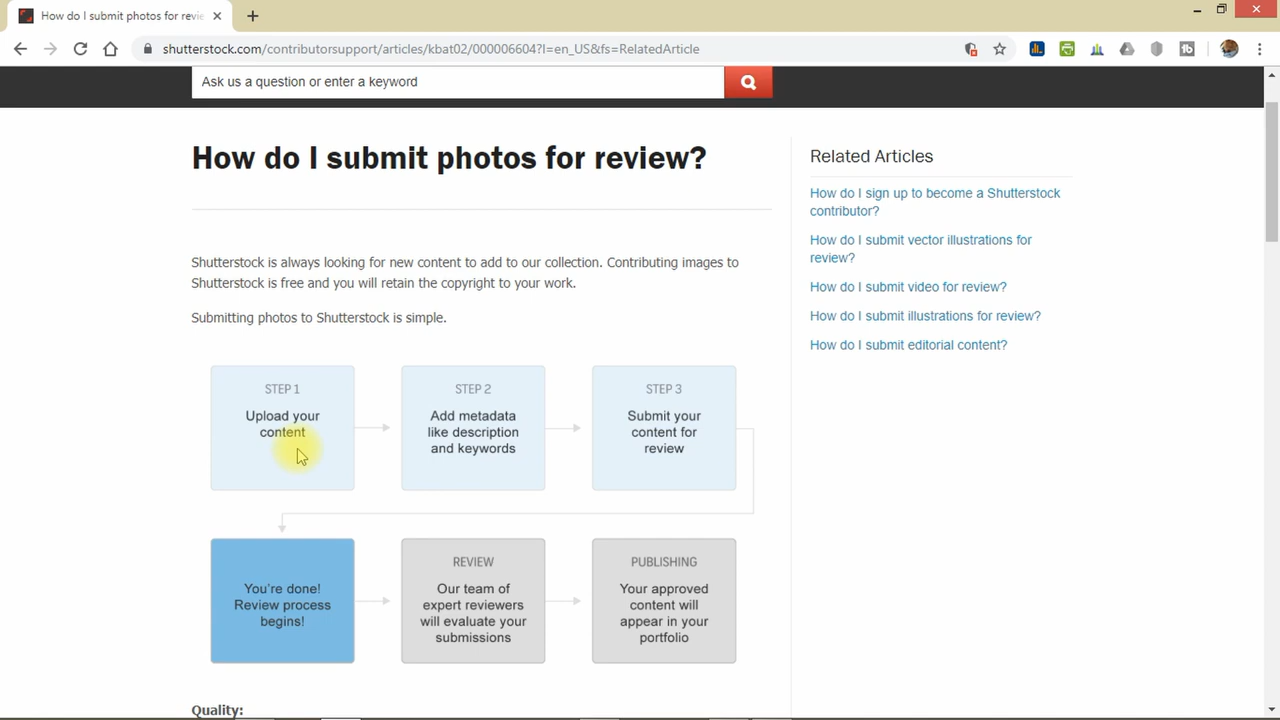 How do I submit photos for revie
shutterstock.com/contributorsupport/articles/kbat02/000006604?l=en_US&fs=RelatedArticle
Ask us a question or enter a keyword
How do I submit photos for review?
Shutterstock is always looking for new content to add to our collection. Contributing images to
Shutterstock is free and you will retain the copyright to your work.
Submitting photos to Shutterstock is simple.
STEP 1
Upload your
content
STEP 2
Add metadata
like description
and keywords
STEP 3
Submit your
content for
review
You're done!
Review process
begins!
REVIEW
Our team of
expert reviewers
will evaluate your
submissions
PUBLISHING
Your approved
content will
appear in your
portfolio
Quality:
Related Articles
How do I sign up to become a Shutterstock
contributor?
How do I submit vector illustrations for
review?
How do I submit video for review?
How do I submit illustrations for review?
How do I submit editorial content?